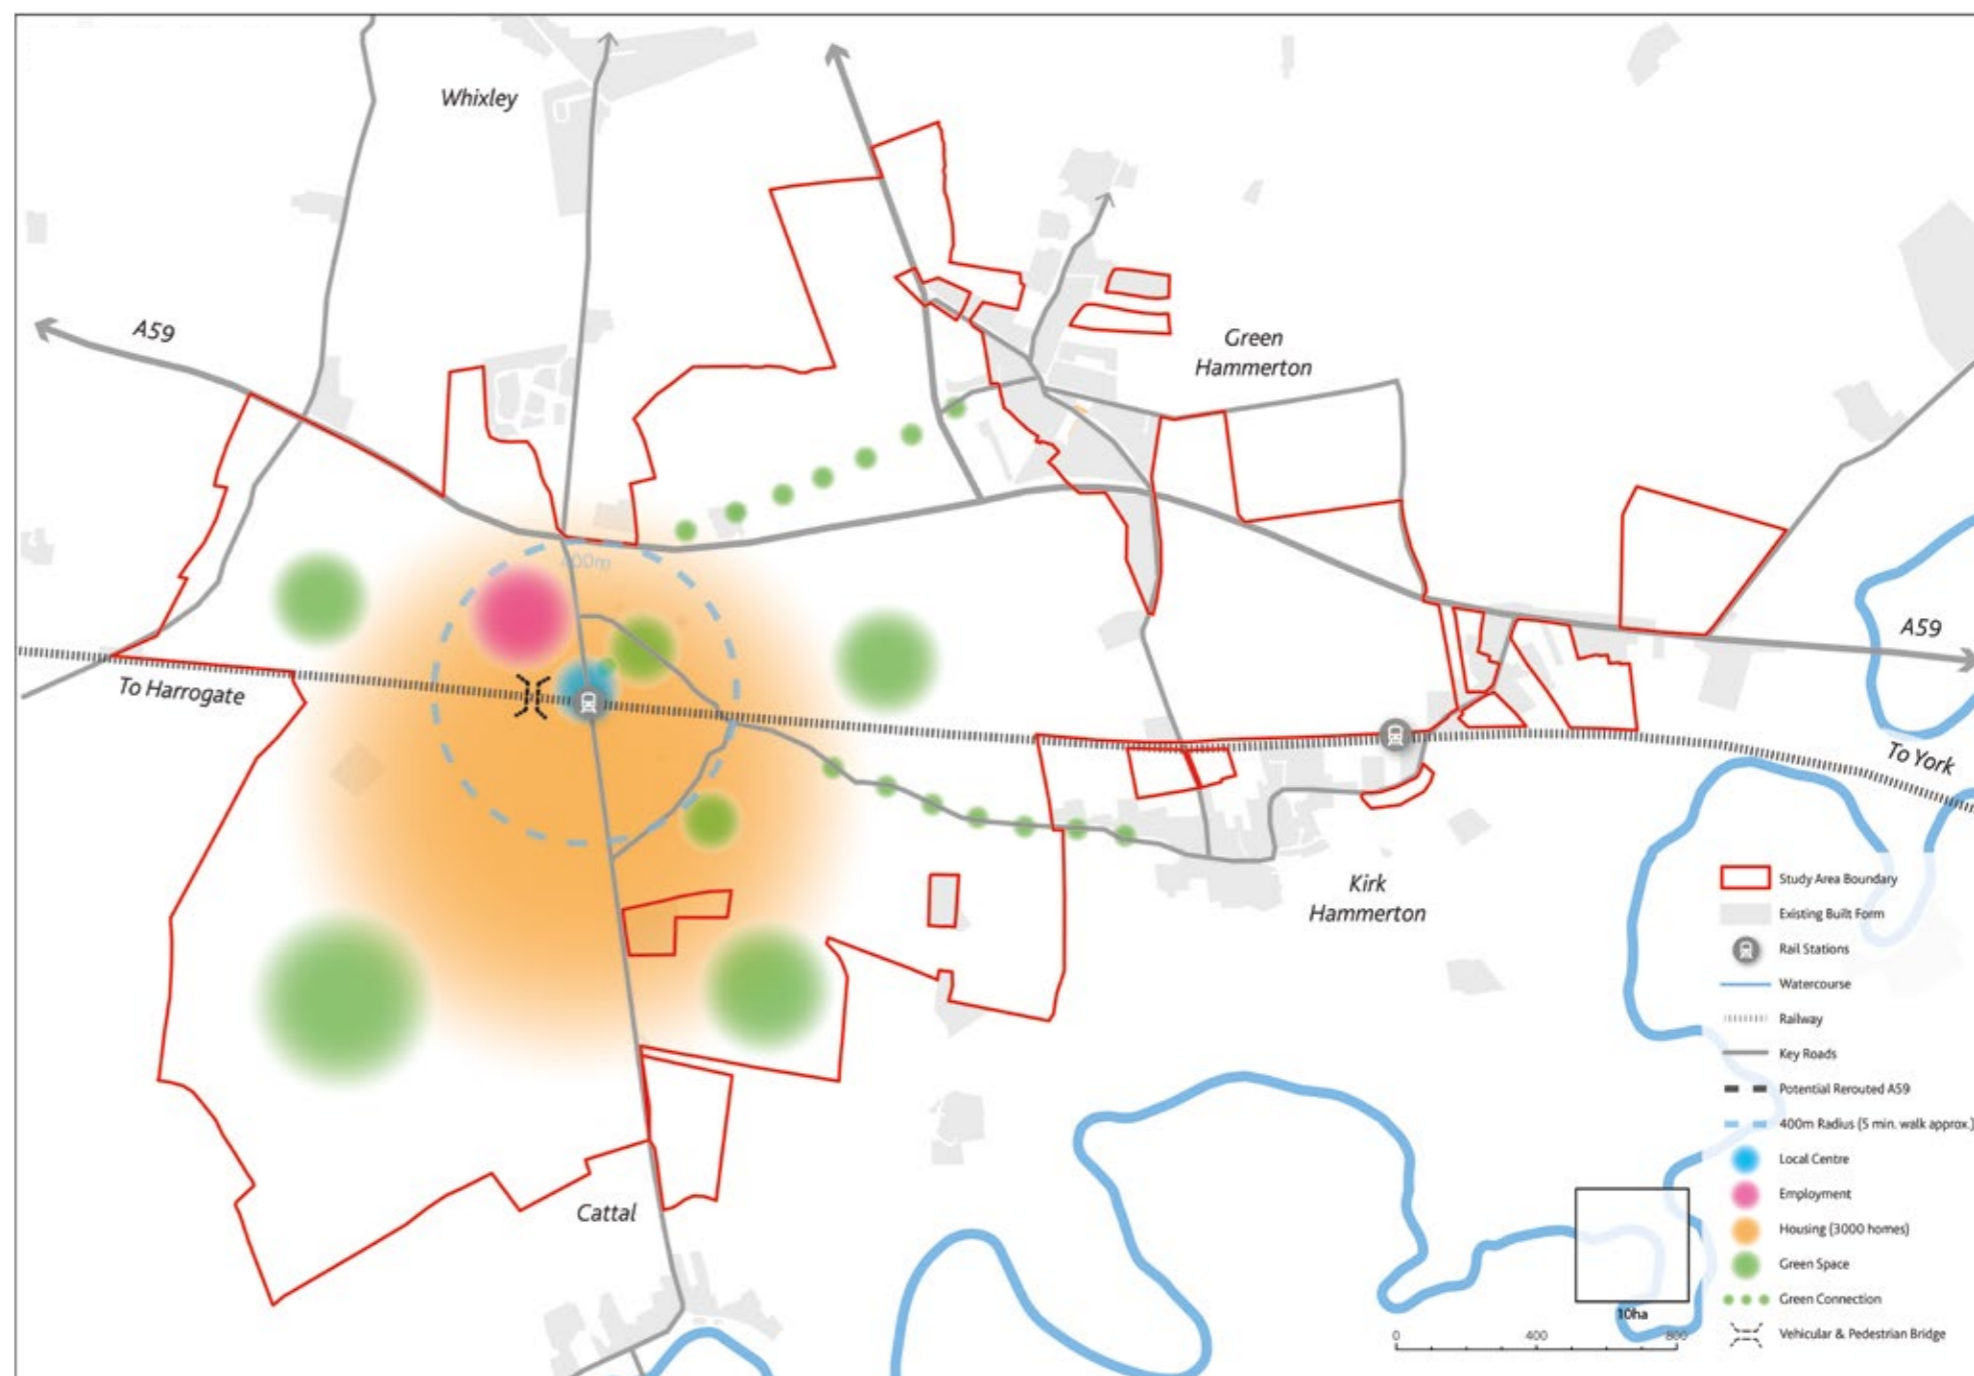 Whixley
A59
Green
Hammerton
400m
To Harrogate
A59
To York
Kirk
Hammerton
Cattal
Study Area Boundary
Existing Built Form
Rail Stations
Watercourse
Railway
Key Roads
Potential Rerouted A59
400m Radius (5 min. walk approx.)
Local Centre
Employment
Housing (3000 homes)
Green Space
Green Connection
Vehicular & Pedestrian Bridge
10ha
0 400 800